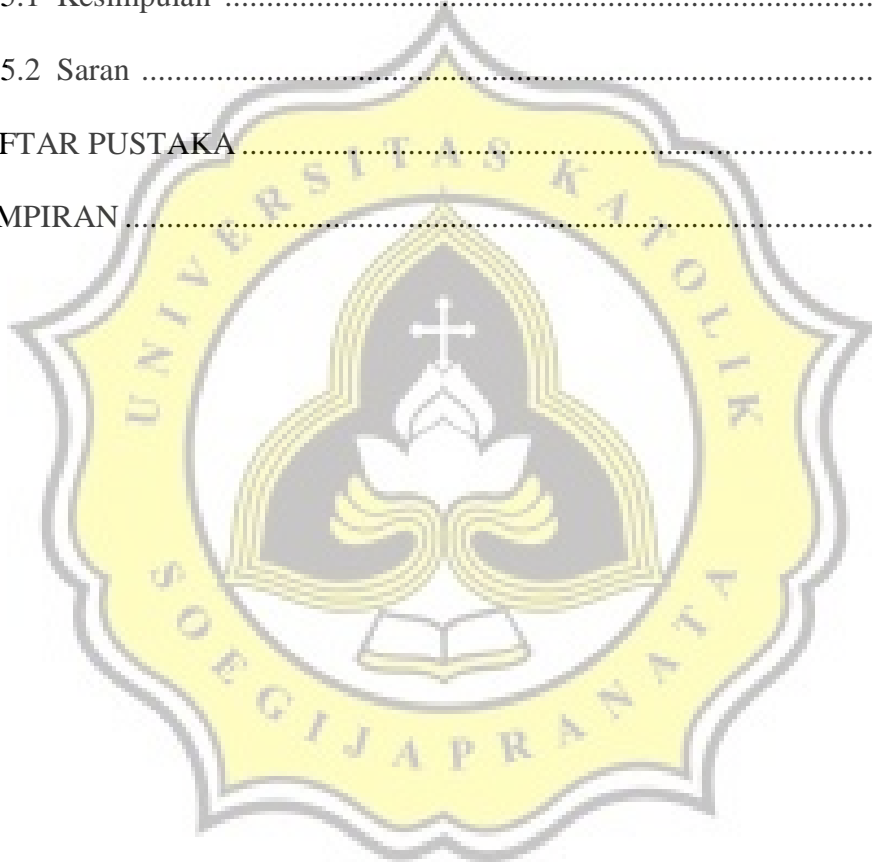 5.1 Kesimpulan ........................................................................
5.2 Saran ........................................................................
FTAR PUSTAKA ........................................................................
MPIRAN ........................................................................
UNIVERSITAS KATOLIK
SOEGIJAPRANATA